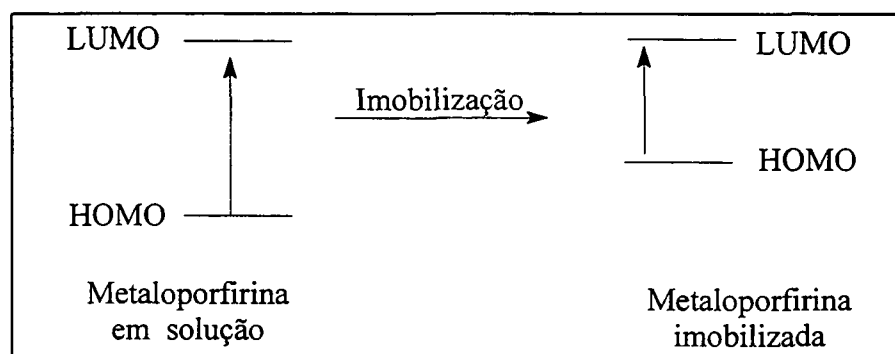 LUMO
LUMO
Imobilização
HOMO
HOMO
Metaloporfirina
em solução
Metaloporfirina
imobilizada